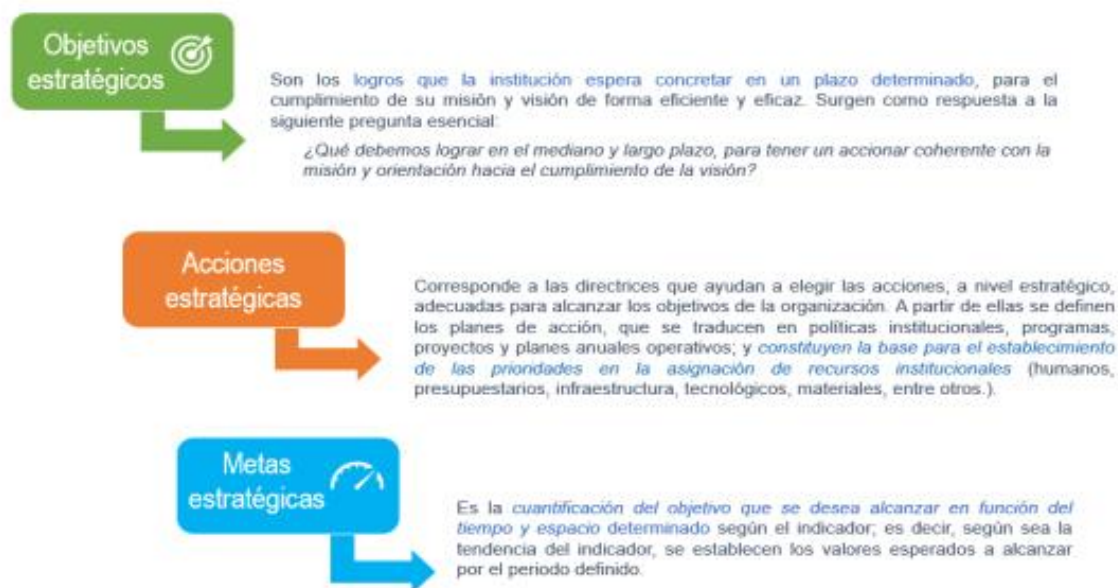 Objetivos
estratégicos
Son los logros que la institución espera concretar en un plazo determinado, para el
cumplimiento de su misión y visión de forma eficiente y eficaz. Surgen como respuesta a la
siguiente pregunta esencial:
¿Qué debemos lograr en el mediano y largo plazo, para tener un accionar coherente con la
misión y orientación hacia el cumplimiento de la visión?
Acciones
estratégicas
Corresponde a las directrices que ayudan a elegir las acciones, a nivel estratégico,
adecuadas para alcanzar los objetivos de la organización. A partir de ellas se definen
los planes de acción, que se traducen en políticas institucionales, programas,
proyectos y planes anuales operativos; y constituyen la base para el establecimiento
de las prioridades en la asignación de recursos institucionales (humanos,
presupuestarios, infraestructura, tecnológicos, materiales, entre otros.).
Metas
estratégicas
Es la cuantificación del objetivo que se desea alcanzar en función del
tiempo y espacio determinado según el indicador; es decir, según sea la
tendencia del indicador, se establecen los valores esperados a alcanzar
por el periodo definido.